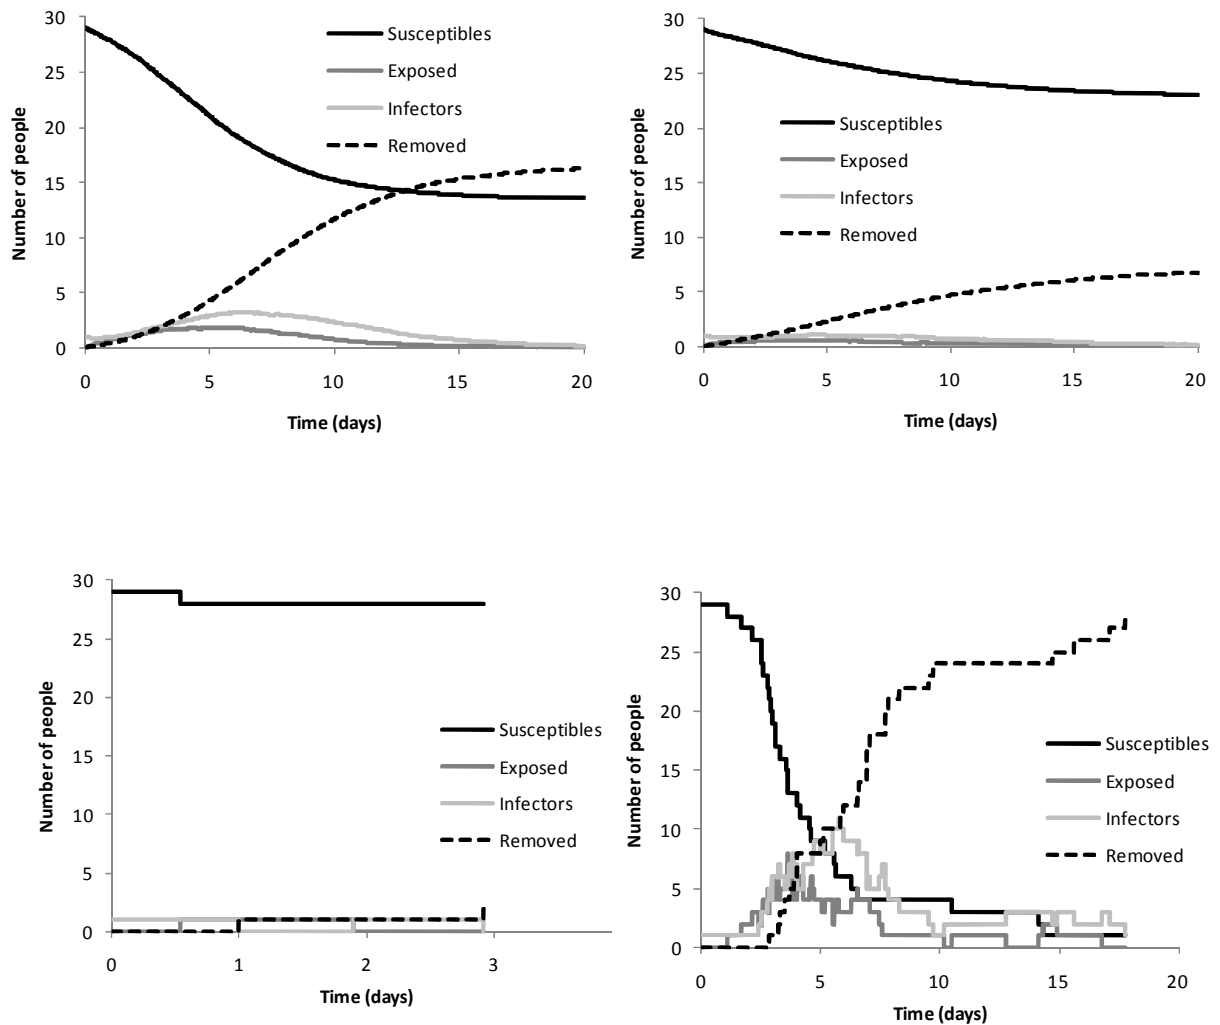 30
25
20
15
10
5
0
Number of people
Susceptibles
Exposed
Infectors
Removed
0 5 10 15 20
Time (days)
30
25
20
15
10
5
0
Number of people
Susceptibles
Exposed
Infectors
Removed
0 5 10 15 20
Time (days)
30
25
20
15
10
5
0
Number of people
Susceptibles
Exposed
Infectors
Removed
0 1 2 3
Time (days)
30
25
20
15
10
5
0
Number of people
Susceptibles
Exposed
Infectors
Removed
0 5 10 15 20
Time (days)